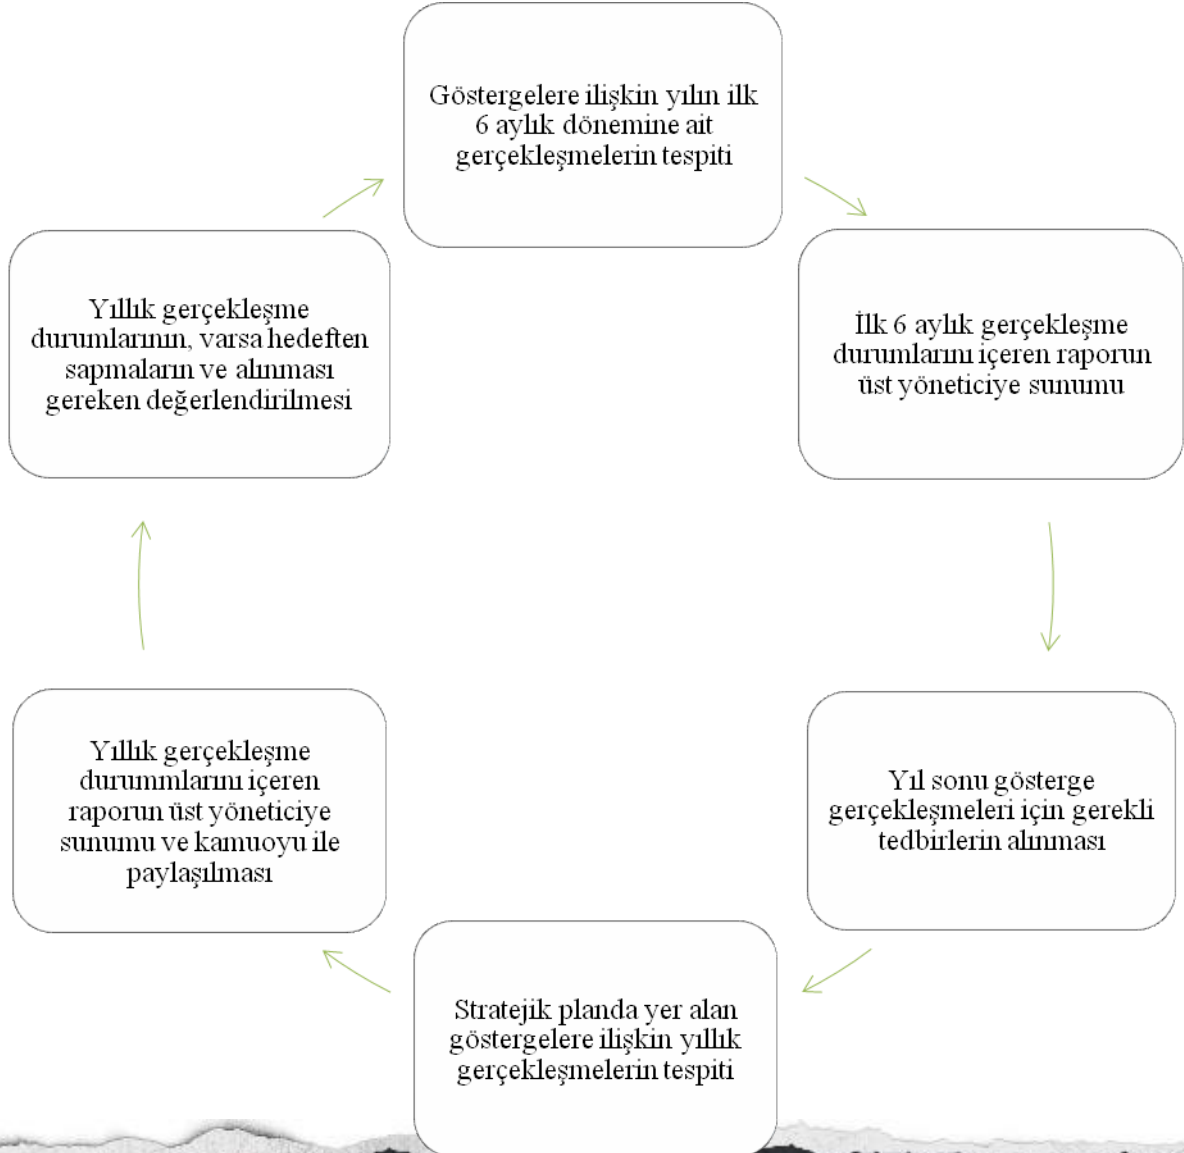 Göstergelere ilişkin yılın ilk
6 aylık dönemine ait
gerçekleşmelerin tespiti
İlk 6 aylık gerçekleşme
durumlarını içeren raporun
üst yöneticiye sunumu
Yıl sonu gösterge
gerçekleşmeleri için gerekli
tedbirlerin alınması
Stratejik planda yer alan
göstergelere ilişkin yıllık
gerçekleşmelerin tespiti
Yıllık gerçekleşme
durummlarını içeren
raporun üst yöneticiye
sunumu ve kamuoyu ile
paylaşılması
Yıllık gerçekleşme
durumlarının, varsa hedeften
sapmaların ve alınması
gereken değerlendirilmesi